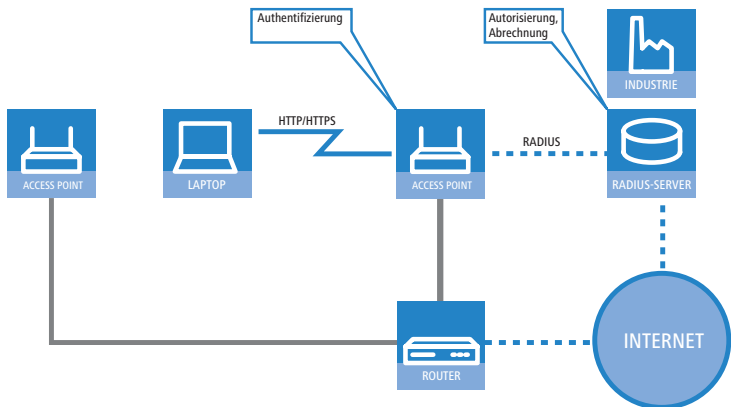 Authentifizierung
Autorisierung,
Abrechnung
INDUSTRIE
HTTP/HTTPS
RADIUS
ACCESS POINT
LAPTOP
ACCESS POINT
RADIUS-SERVER
INTERNET
ROUTER